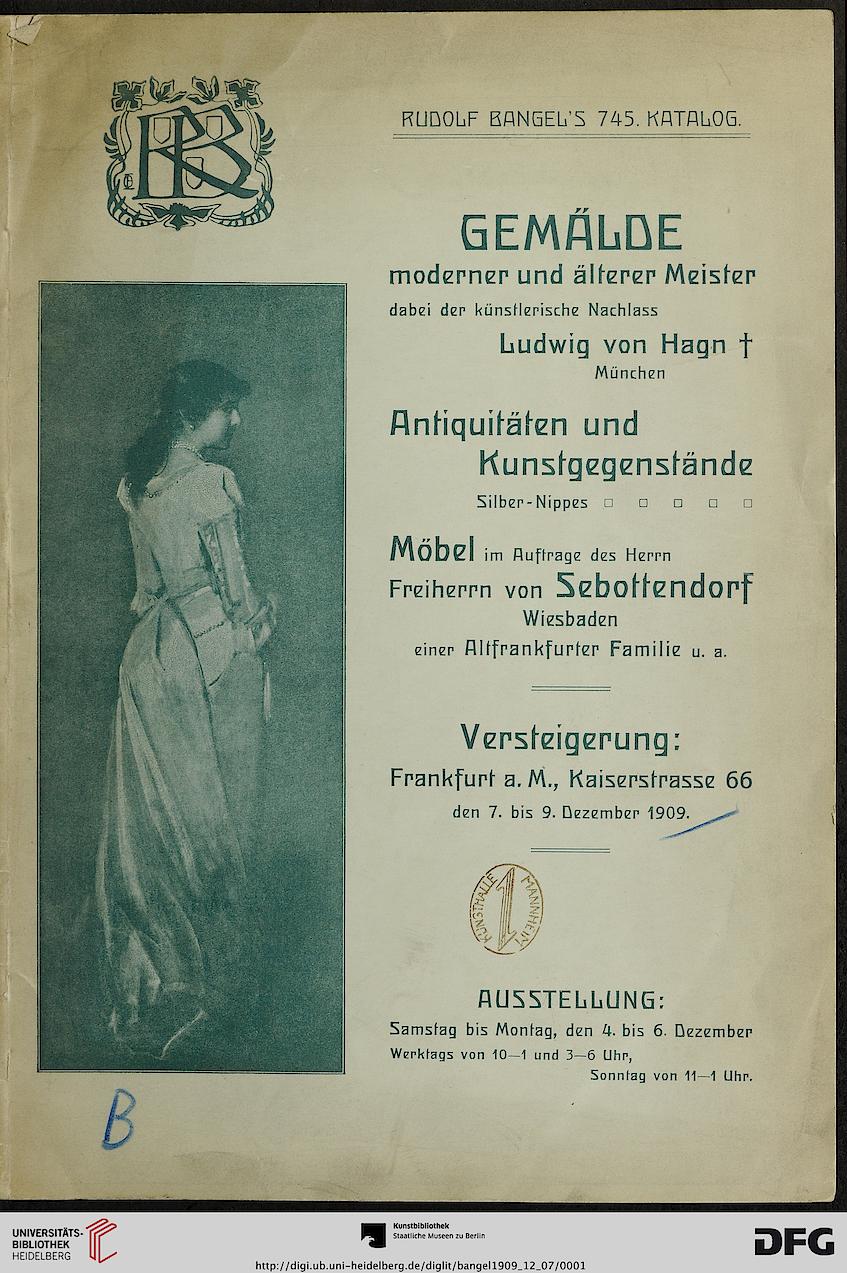 RB
RUDOLF BANGEL'S 745. KATALOG.
GEMÄLDE
moderner und älterer Meister
dabei der künstlerische Nachlass
Ludwig von Hagn †
München
Antiquitäten und
Kunstgegenstände
Silber-Nippes □ □ □ □ □
Möbel im Auftrage des Herrn
Freiherrn von Sebottendorf
Wiesbaden
einer Altfrankfurter Familie u. a.
Versteigerung:
Frankfurt a. M., Kaiserstrasse 66
den 7. bis 9. Dezember 1909.
KUNSTHALLE MANNHEIM
AUSSTELLUNG:
Samstag bis Montag, den 4. bis 6. Dezember
Werktags von 10—1 und 3—6 Uhr,
Sonntag von 11—1 Uhr.
B
UNIVERSITÄTS-
BIBLIOTHEK
HEIDELBERG
Kunstbibliothek
Staatliche Museen zu Berlin
DFG
http://digi.ub.uni-heidelberg.de/diglit/bangel1909_12_07/0001